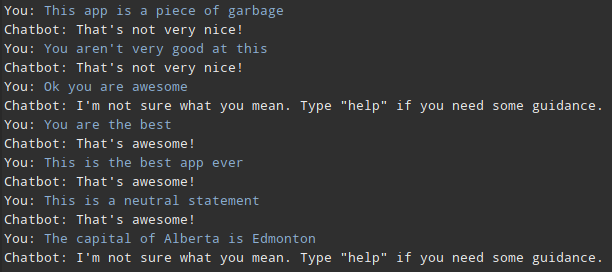 You: This app is a piece of garbage
Chatbot: That's not very nice!
You: You aren't very good at this
Chatbot: That's not very nice!
You: Ok you are awesome
Chatbot: I'm not sure what you mean. Type "help" if you need some guidance.
You: You are the best
Chatbot: That's awesome!
You: This is the best app ever
Chatbot: That's awesome!
You: This is a neutral statement
Chatbot: That's awesome!
You: The capital of Alberta is Edmonton
Chatbot: I'm not sure what you mean. Type "help" if you need some guidance.